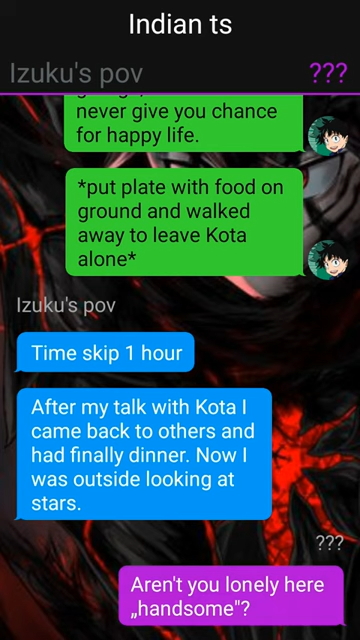 Indian ts
Izuku's pov ???
never give you chance
for happy life.
*put plate with food on
ground and walked
away to leave Kota
alone*
Izuku's pov
Time skip 1 hour
After my talk with Kota I
came back to others and
had finally dinner. Now I
was outside looking at
stars.
???
Aren't you lonely here
„handsome"?